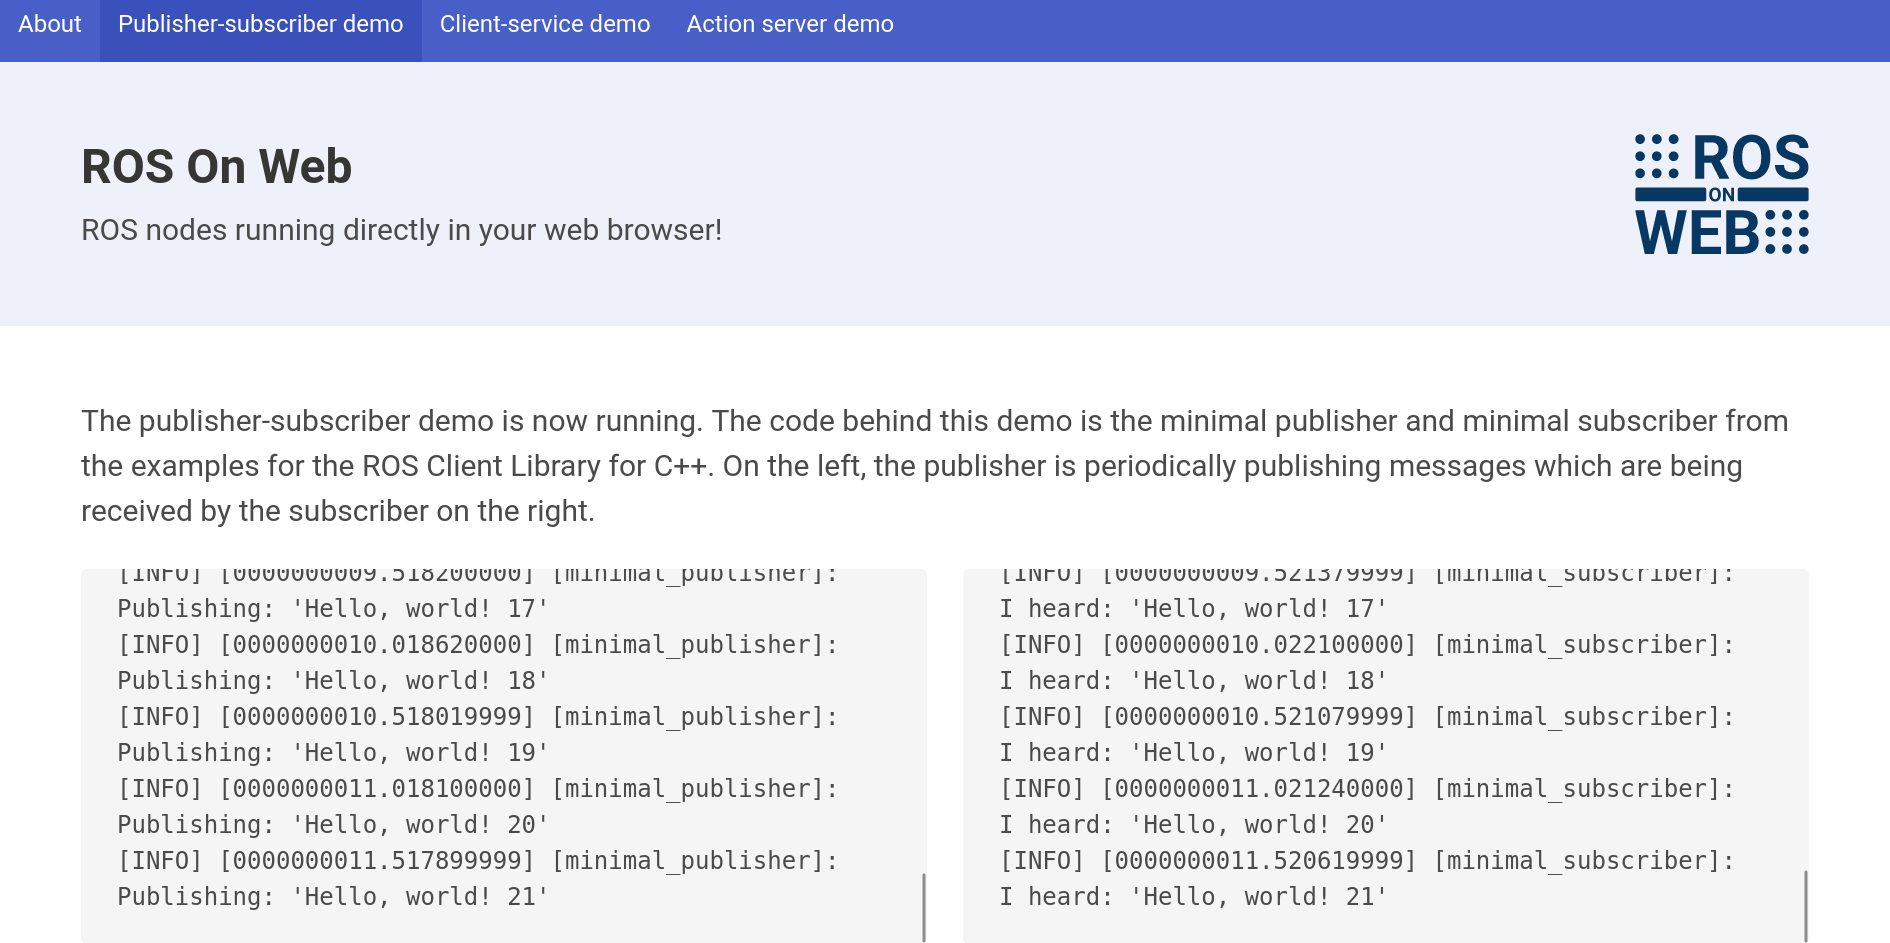 About Publisher-subscriber demo Client-service demo Action server demo
ROS On Web
ROS nodes running directly in your web browser!
ROS
ON
WEB
The publisher-subscriber demo is now running. The code behind this demo is the minimal publisher and minimal subscriber from
the examples for the ROS Client Library for C++. On the left, the publisher is periodically publishing messages which are being
received by the subscriber on the right.
[INFO] [0000000009.518200000] [minimal_publisher]:
Publishing: 'Hello, world! 17'
[INFO] [0000000010.018620000] [minimal_publisher]:
Publishing: 'Hello, world! 18'
[INFO] [0000000010.518019999] [minimal_publisher]:
Publishing: 'Hello, world! 19'
[INFO] [0000000011.018100000] [minimal_publisher]:
Publishing: 'Hello, world! 20'
[INFO] [0000000011.517899999] [minimal_publisher]:
Publishing: 'Hello, world! 21'
[INFO] [0000000009.521379999] [minimal_subscriber]:
I heard: 'Hello, world! 17'
[INFO] [0000000010.022100000] [minimal_subscriber]:
I heard: 'Hello, world! 18'
[INFO] [0000000010.521079999] [minimal_subscriber]:
I heard: 'Hello, world! 19'
[INFO] [0000000011.021240000] [minimal_subscriber]:
I heard: 'Hello, world! 20'
[INFO] [0000000011.520619999] [minimal_subscriber]:
I heard: 'Hello, world! 21'